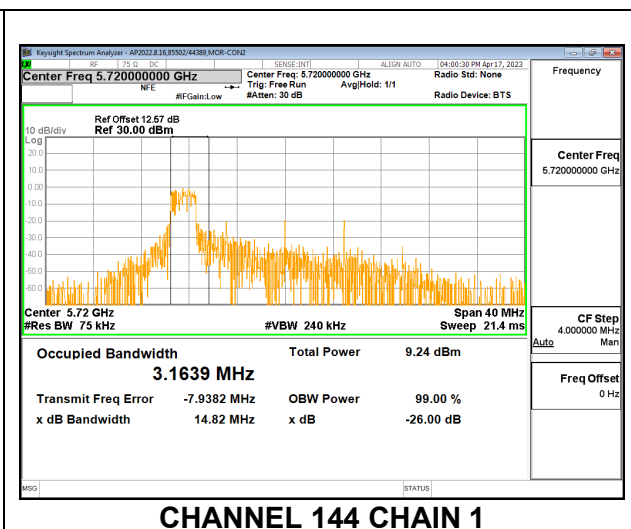 Keysight Spectrum Analyzer - AP2022.8.16,85502/44389,MOR-CON2
RF 75 Ω DC SENSE:INT ALIGN AUTO 04:00:30 PM Apr 17, 2023
Center Freq 5.720000000 GHz Center Freq: 5.720000000 GHz Radio Std: None Frequency
NFE Trig: Free Run Avg|Hold: 1/1
#IFGain:Low #Atten: 30 dB Radio Device: BTS
Ref Offset 12.57 dB
10 dB/div Ref 30.00 dBm
Log
20.0
10.0
0.00
-10.0
-20.0
-30.0
-40.0
-50.0
-60.0
Center Freq
5.720000000 GHz
Center 5.72 GHz Span 40 MHz
#Res BW 75 kHz #VBW 240 kHz Sweep 21.4 ms
CF Step
4.000000 MHz
Auto Man
Occupied Bandwidth Total Power 9.24 dBm
3.1639 MHz
Freq Offset
0 Hz
Transmit Freq Error -7.9382 MHz OBW Power 99.00 %
x dB Bandwidth 14.82 MHz x dB -26.00 dB
MSG STATUS
CHANNEL 144 CHAIN 1